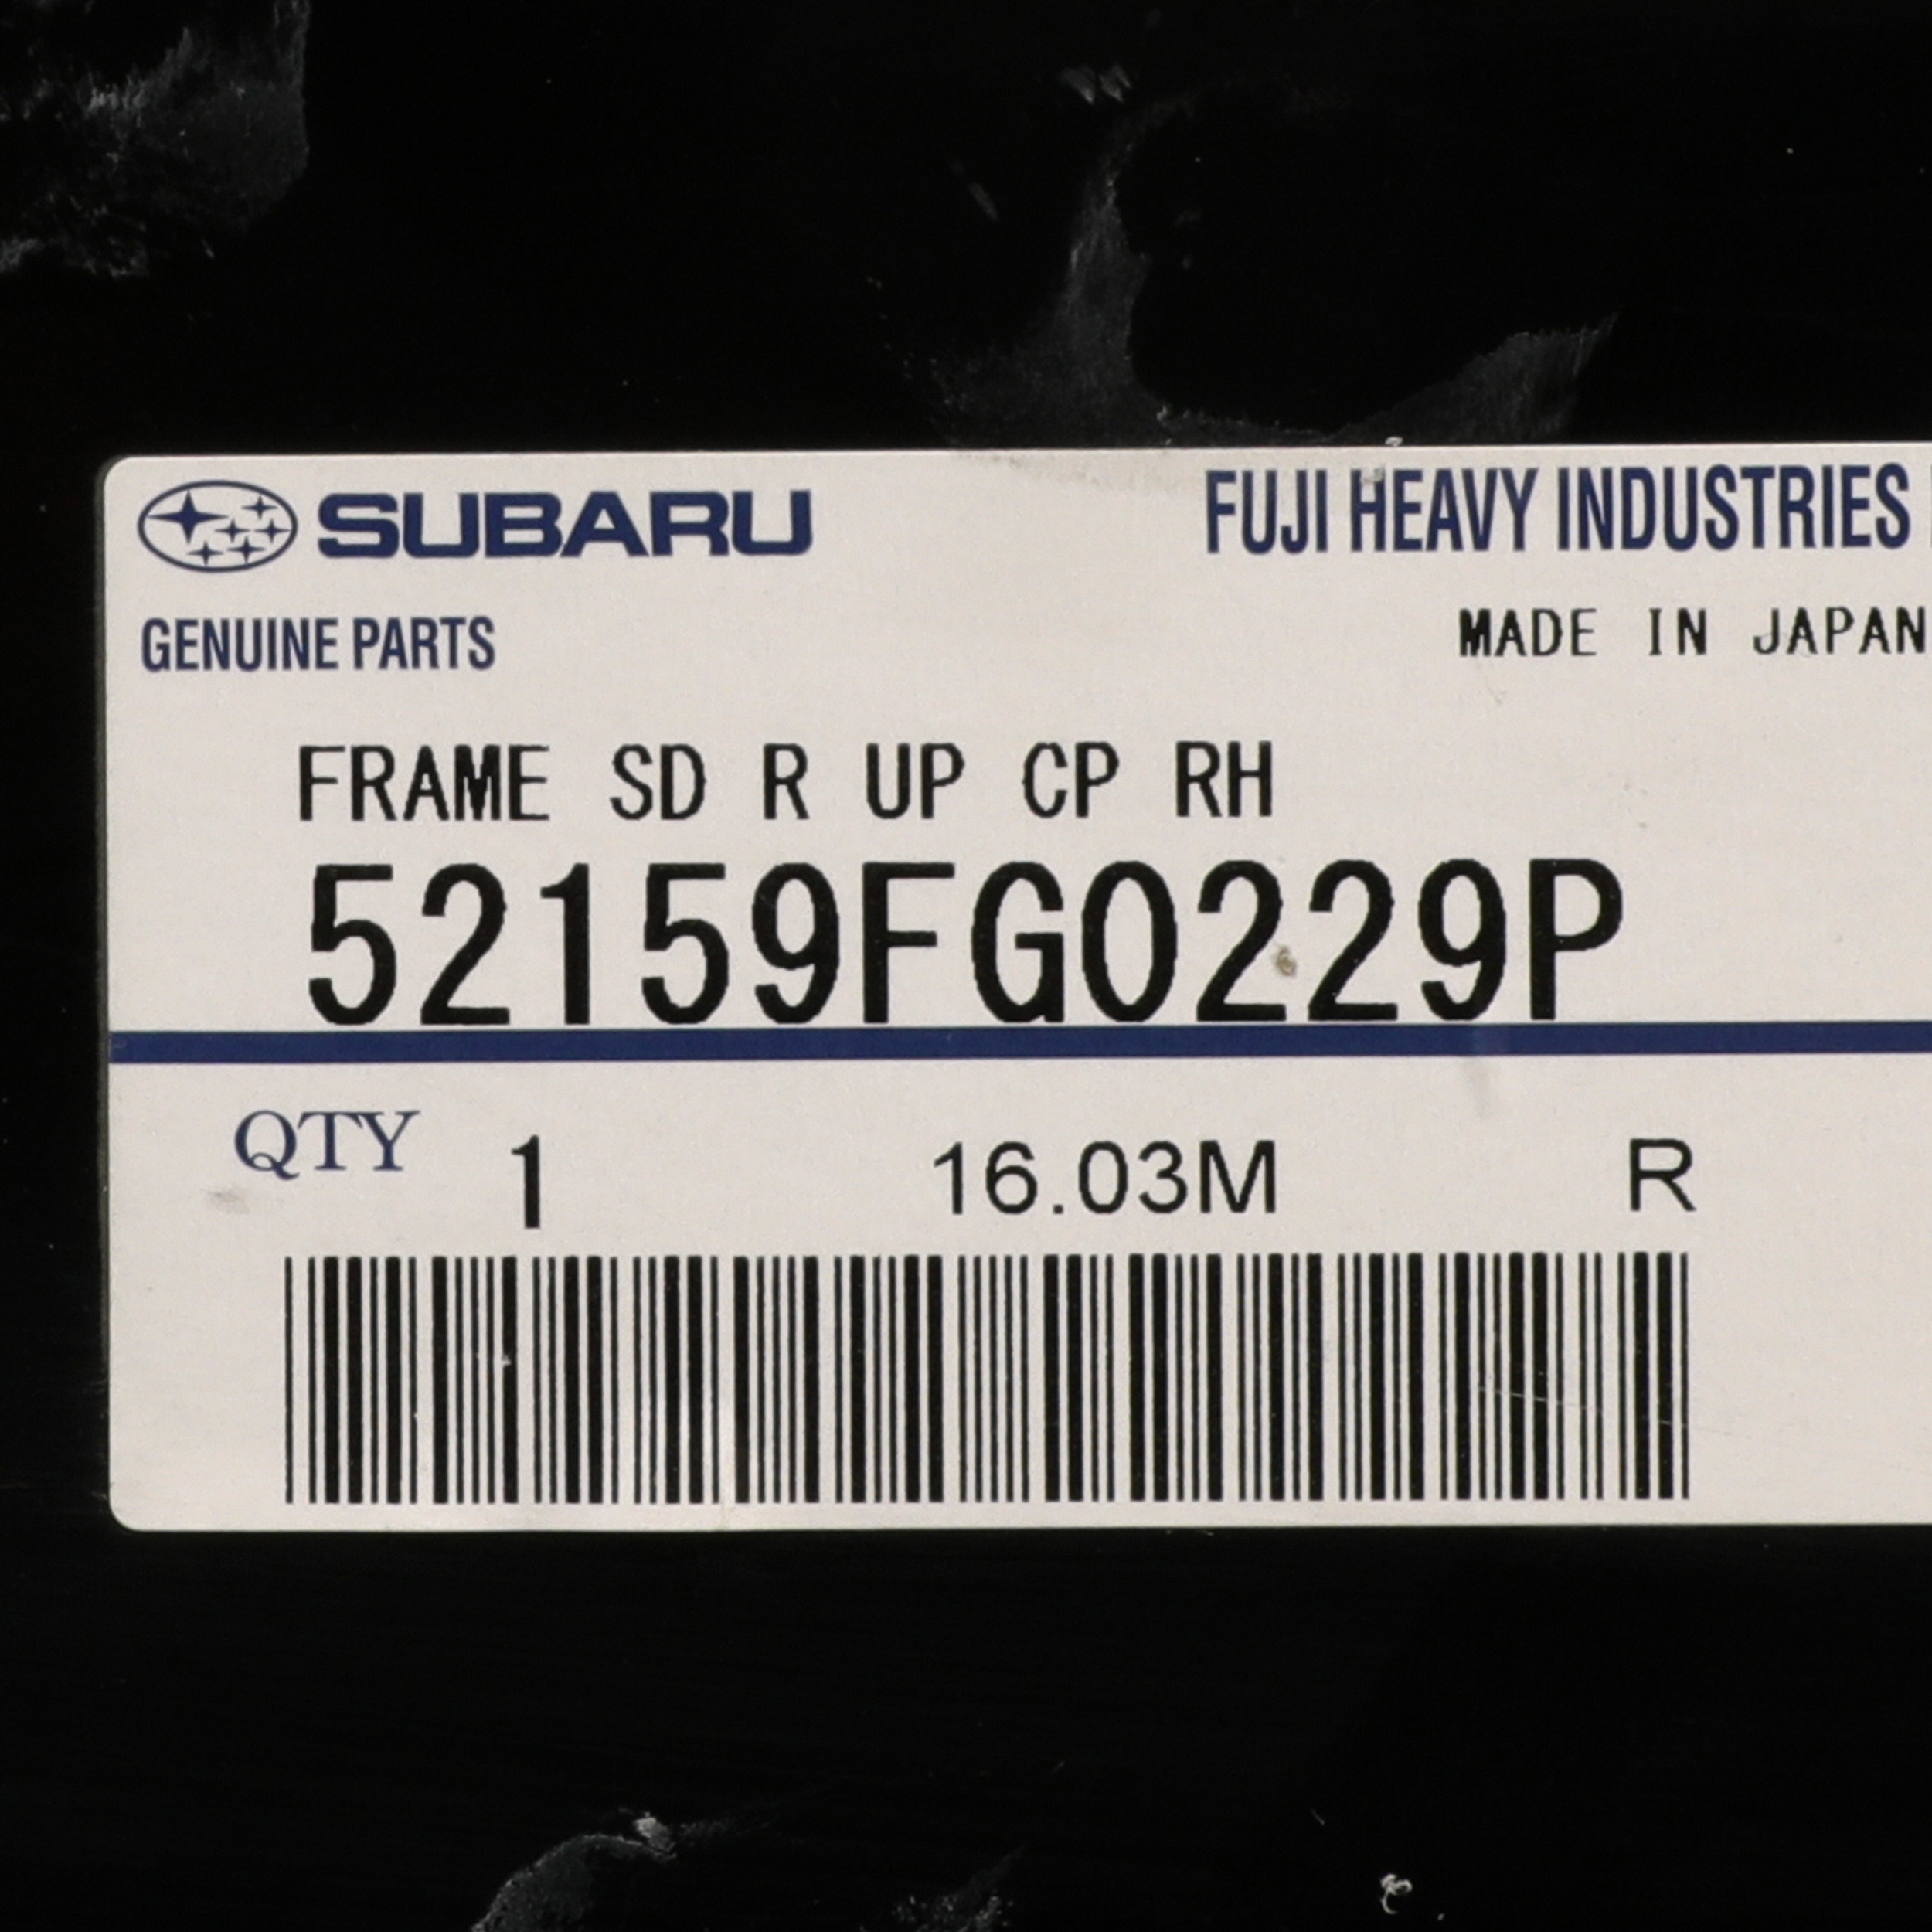 SUBARU FUJI HEAVY INDUSTRIES
GENUINE PARTS MADE IN JAPAN
FRAME SD R UP CP RH
52159FG0229P
QTY 1 16.03M R